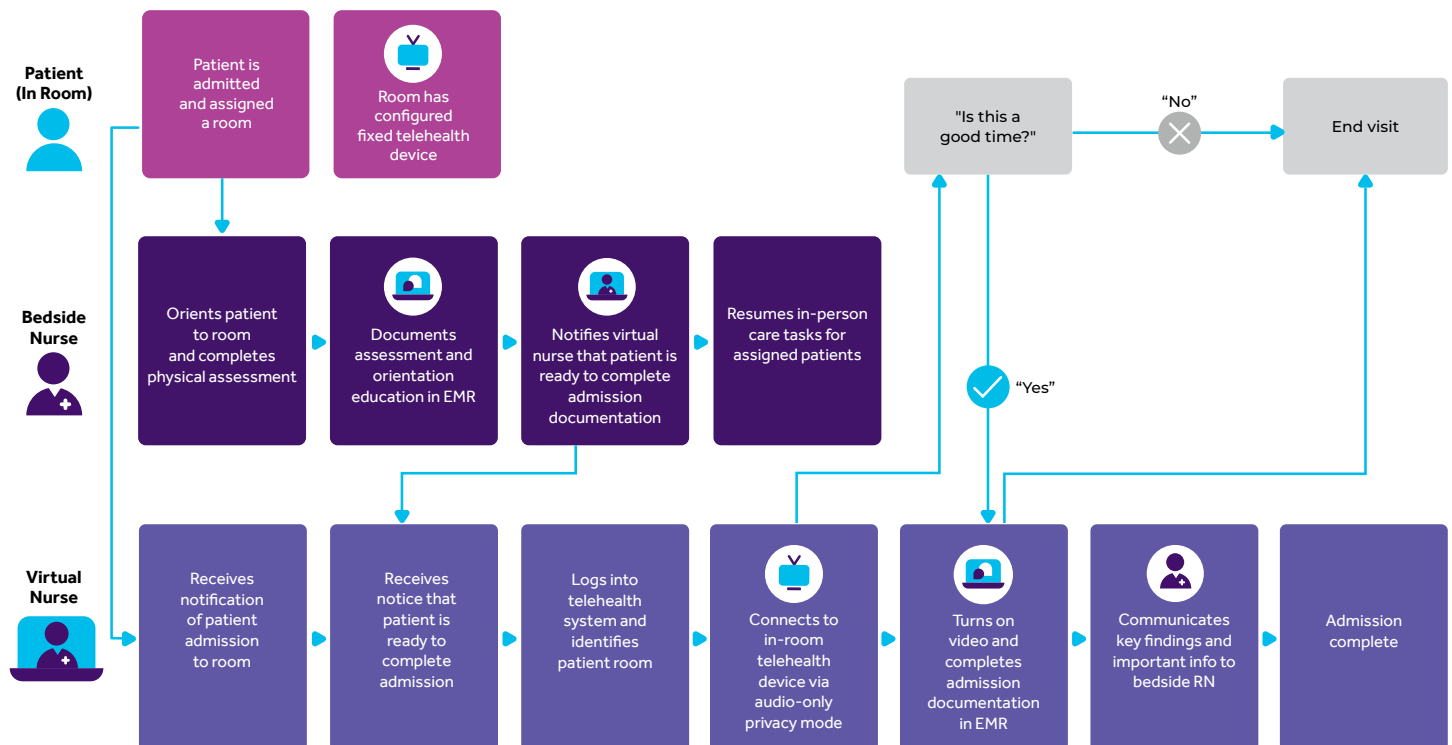 Patient
(In Room)
Patient is
admitted
and assigned
a room
Room has
configured
fixed telehealth
device
"Is this a
good time?"
“No”
End visit
Bedside
Nurse
Orients patient
to room
and completes
physical assessment
Documents
assessment and
orientation
education in EMR
Notifies virtual
nurse that patient is
ready to complete
admission
documentation
Resumes in-person
care tasks for
assigned patients
“Yes”
Virtual
Nurse
Receives
notification
of patient
admission
to room
Receives
notice that
patient is
ready to
complete
admission
Logs into
telehealth
system and
identifies
patient room
Connects to
in-room
telehealth
device via
audio-only
privacy mode
Turns on
video and
completes
admission
documentation
in EMR
Communicates
key findings and
important info to
bedside RN
Admission
complete